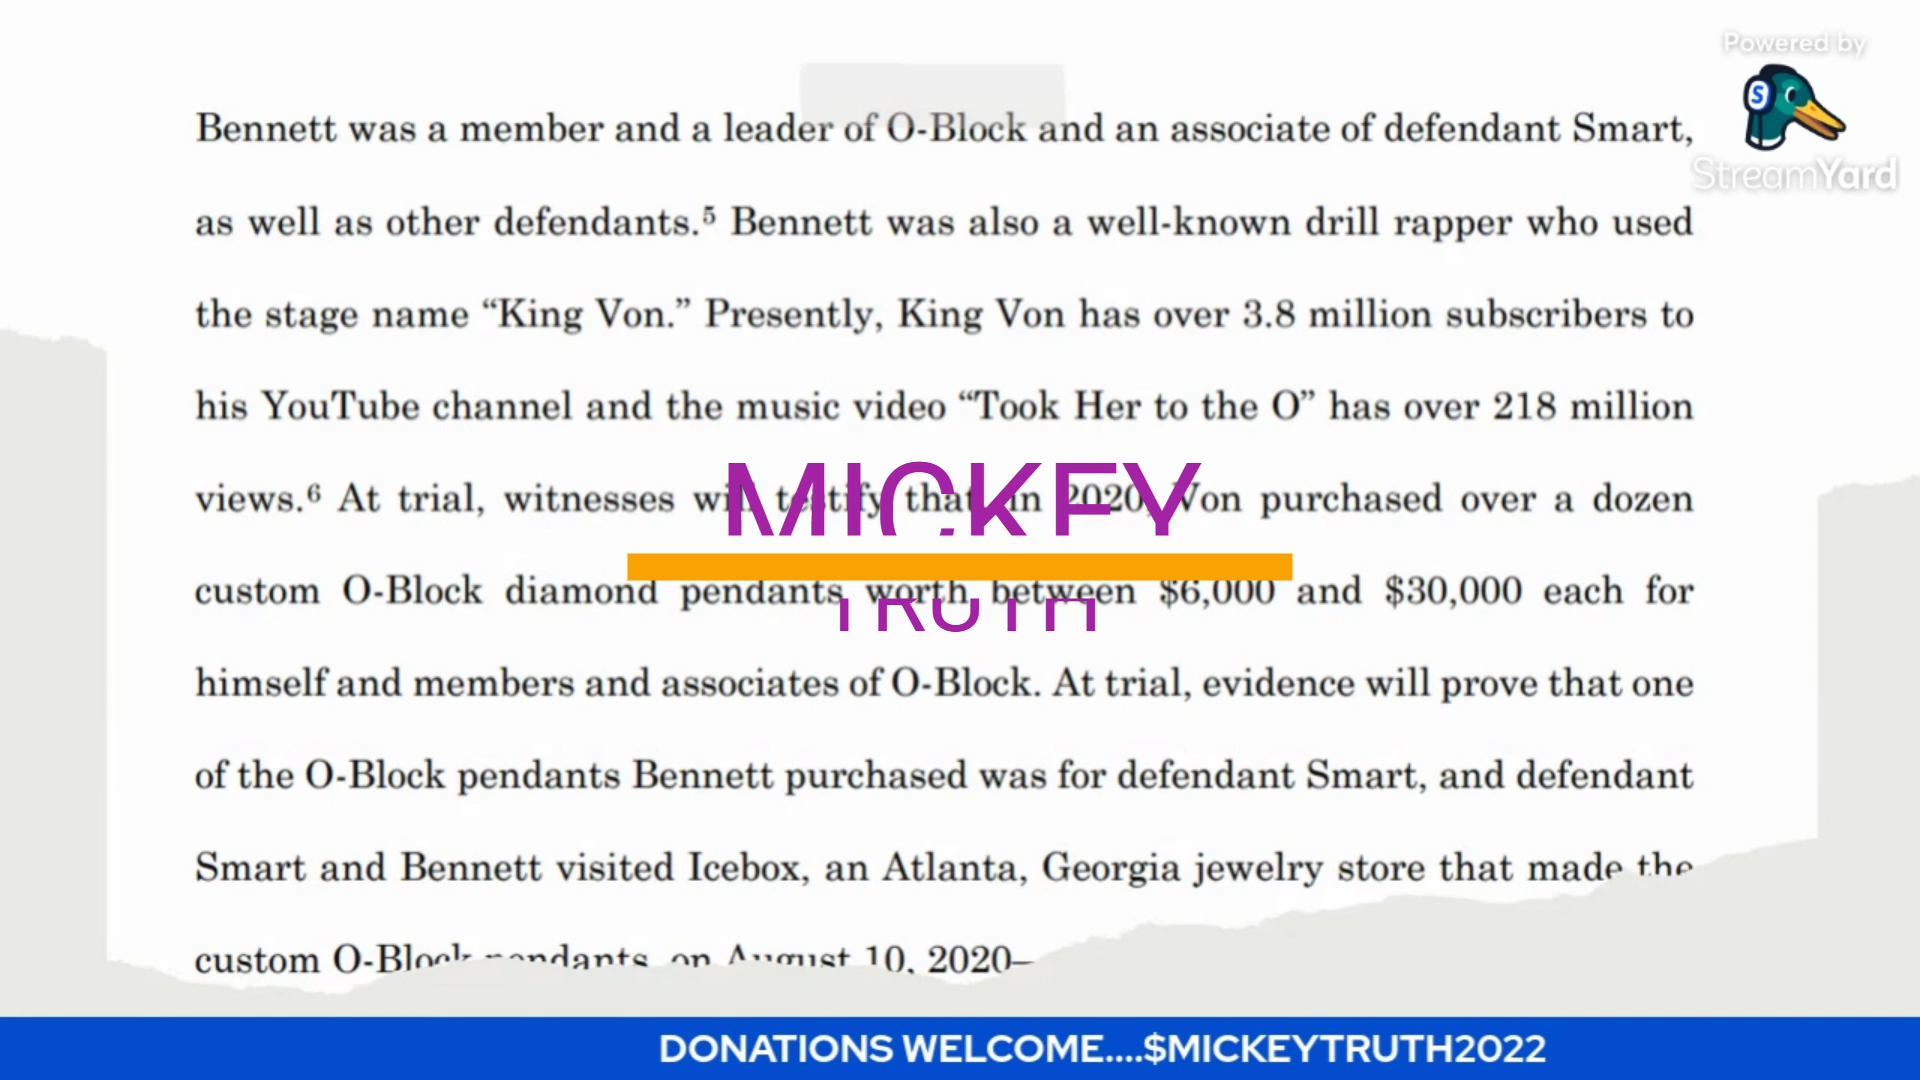 Powered by
StreamYard
Bennett was a member and a leader of O-Block and an associate of defendant Smart,
as well as other defendants.⁵ Bennett was also a well-known drill rapper who used
the stage name “King Von.” Presently, King Von has over 3.8 million subscribers to
his YouTube channel and the music video “Took Her to the O” has over 218 million
views.⁶ At trial, witnesses will testify that in 2020, Von purchased over a dozen
custom O-Block diamond pendants worth between $6,000 and $30,000 each for
himself and members and associates of O-Block. At trial, evidence will prove that one
of the O-Block pendants Bennett purchased was for defendant Smart, and defendant
Smart and Bennett visited Icebox, an Atlanta, Georgia jewelry store that made the
custom O-Block pendants, on August 10, 2020—
MICKEY
TRUTH
DONATIONS WELCOME....$MICKEYTRUTH2022